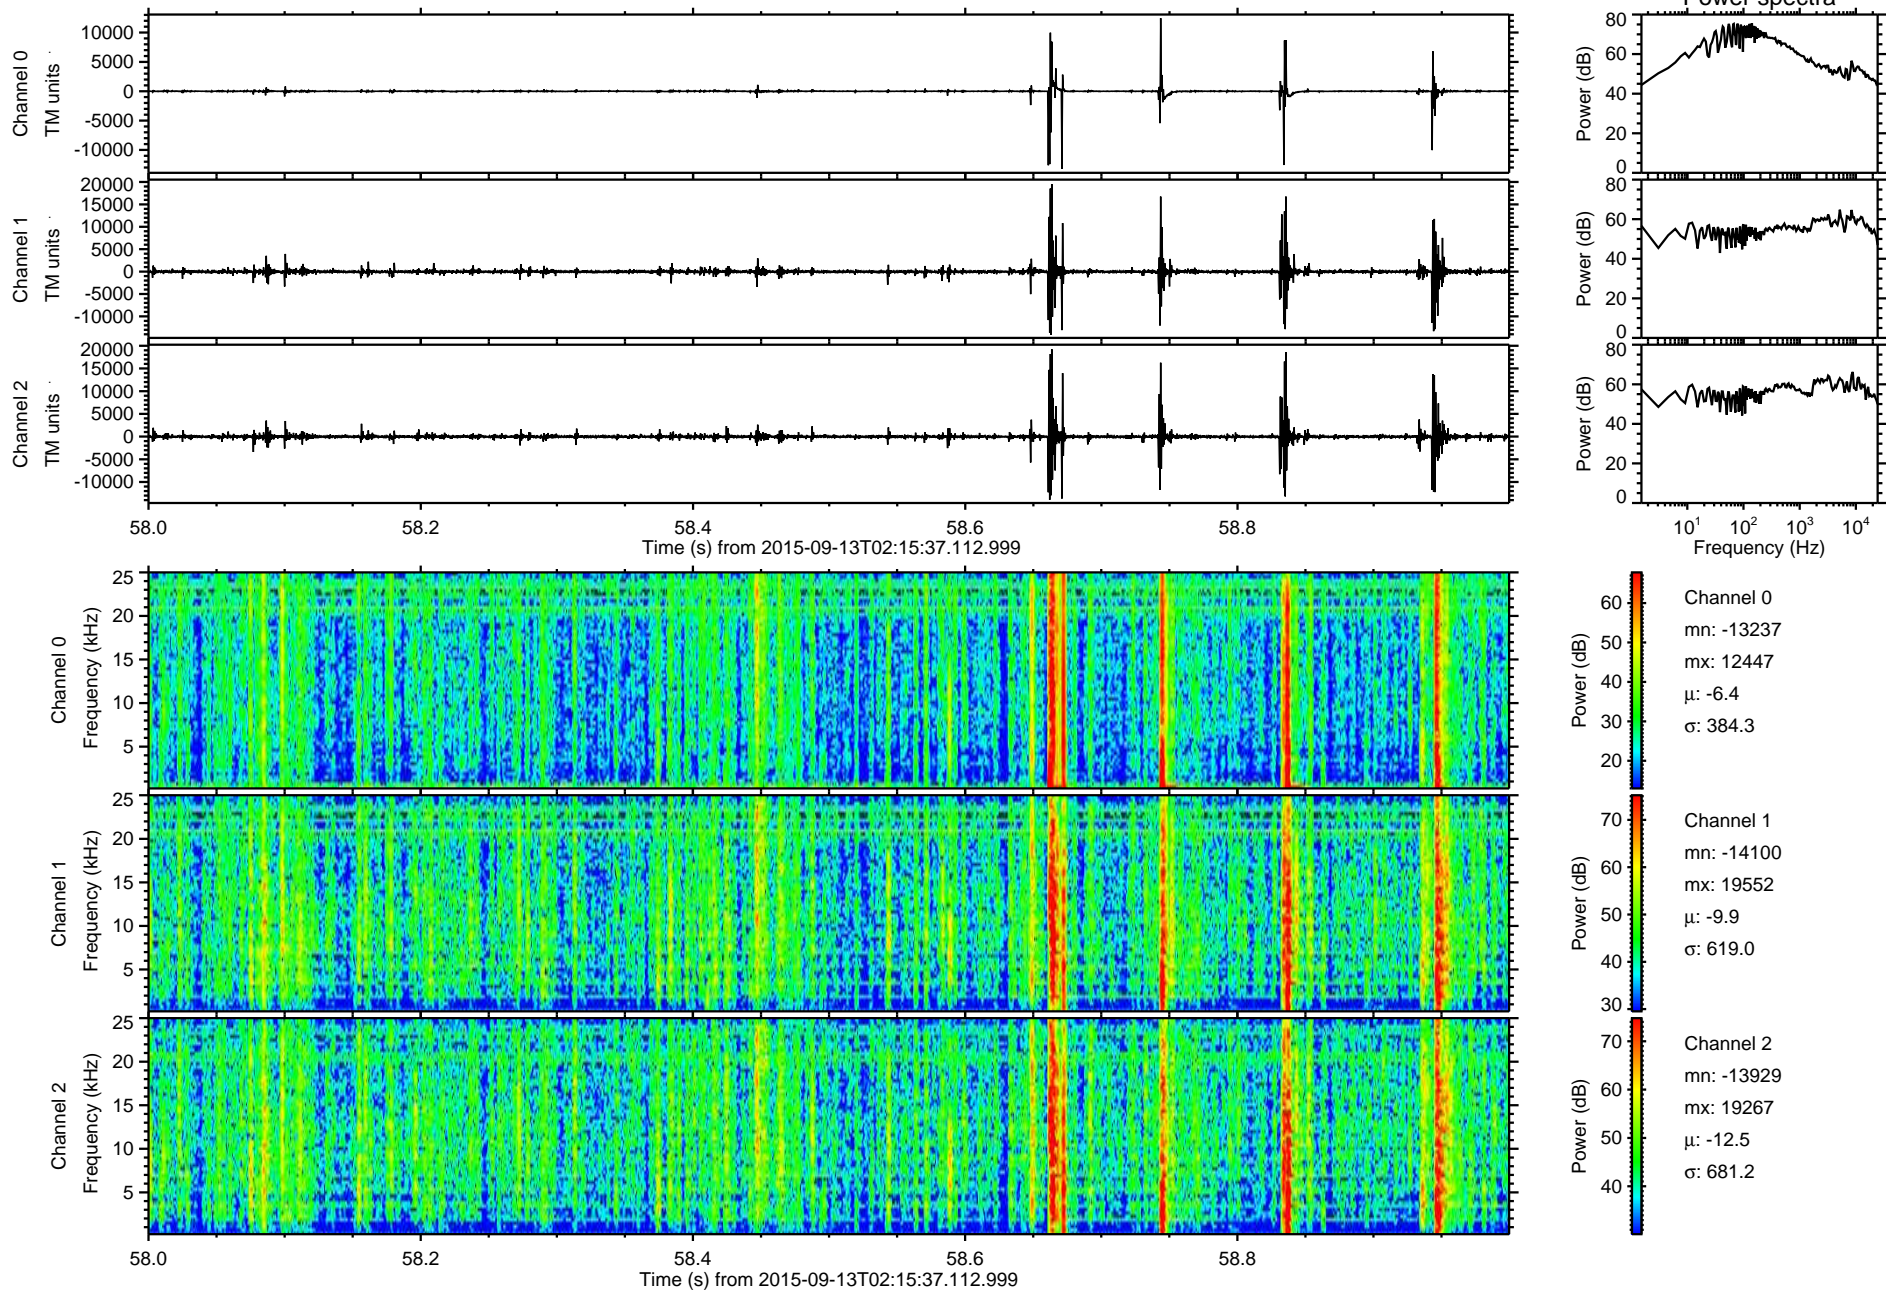 Power spectra
Channel 0
TM units
10000
5000
0
-5000
-10000
Power (dB)
80
60
40
20
0
Channel 1
TM units
20000
15000
10000
5000
0
-5000
-10000
Power (dB)
80
60
40
20
0
Channel 2
TM units
20000
15000
10000
5000
0
-5000
-10000
Power (dB)
80
60
40
20
0
58.0 58.2 58.4 58.6 58.8
Time (s) from 2015-09-13T02:15:37.112.999
10¹ 10² 10³ 10⁴
Frequency (Hz)
Channel 0
Frequency (kHz)
25
20
15
10
5
Power (dB)
60
50
40
30
20
Channel 0
mn: -13237
mx: 12447
μ: -6.4
σ: 384.3
Channel 1
Frequency (kHz)
25
20
15
10
5
Power (dB)
70
60
50
40
30
Channel 1
mn: -14100
mx: 19552
μ: -9.9
σ: 619.0
Channel 2
Frequency (kHz)
25
20
15
10
5
Power (dB)
70
60
50
40
Channel 2
mn: -13929
mx: 19267
μ: -12.5
σ: 681.2
58.0 58.2 58.4 58.6 58.8
Time (s) from 2015-09-13T02:15:37.112.999